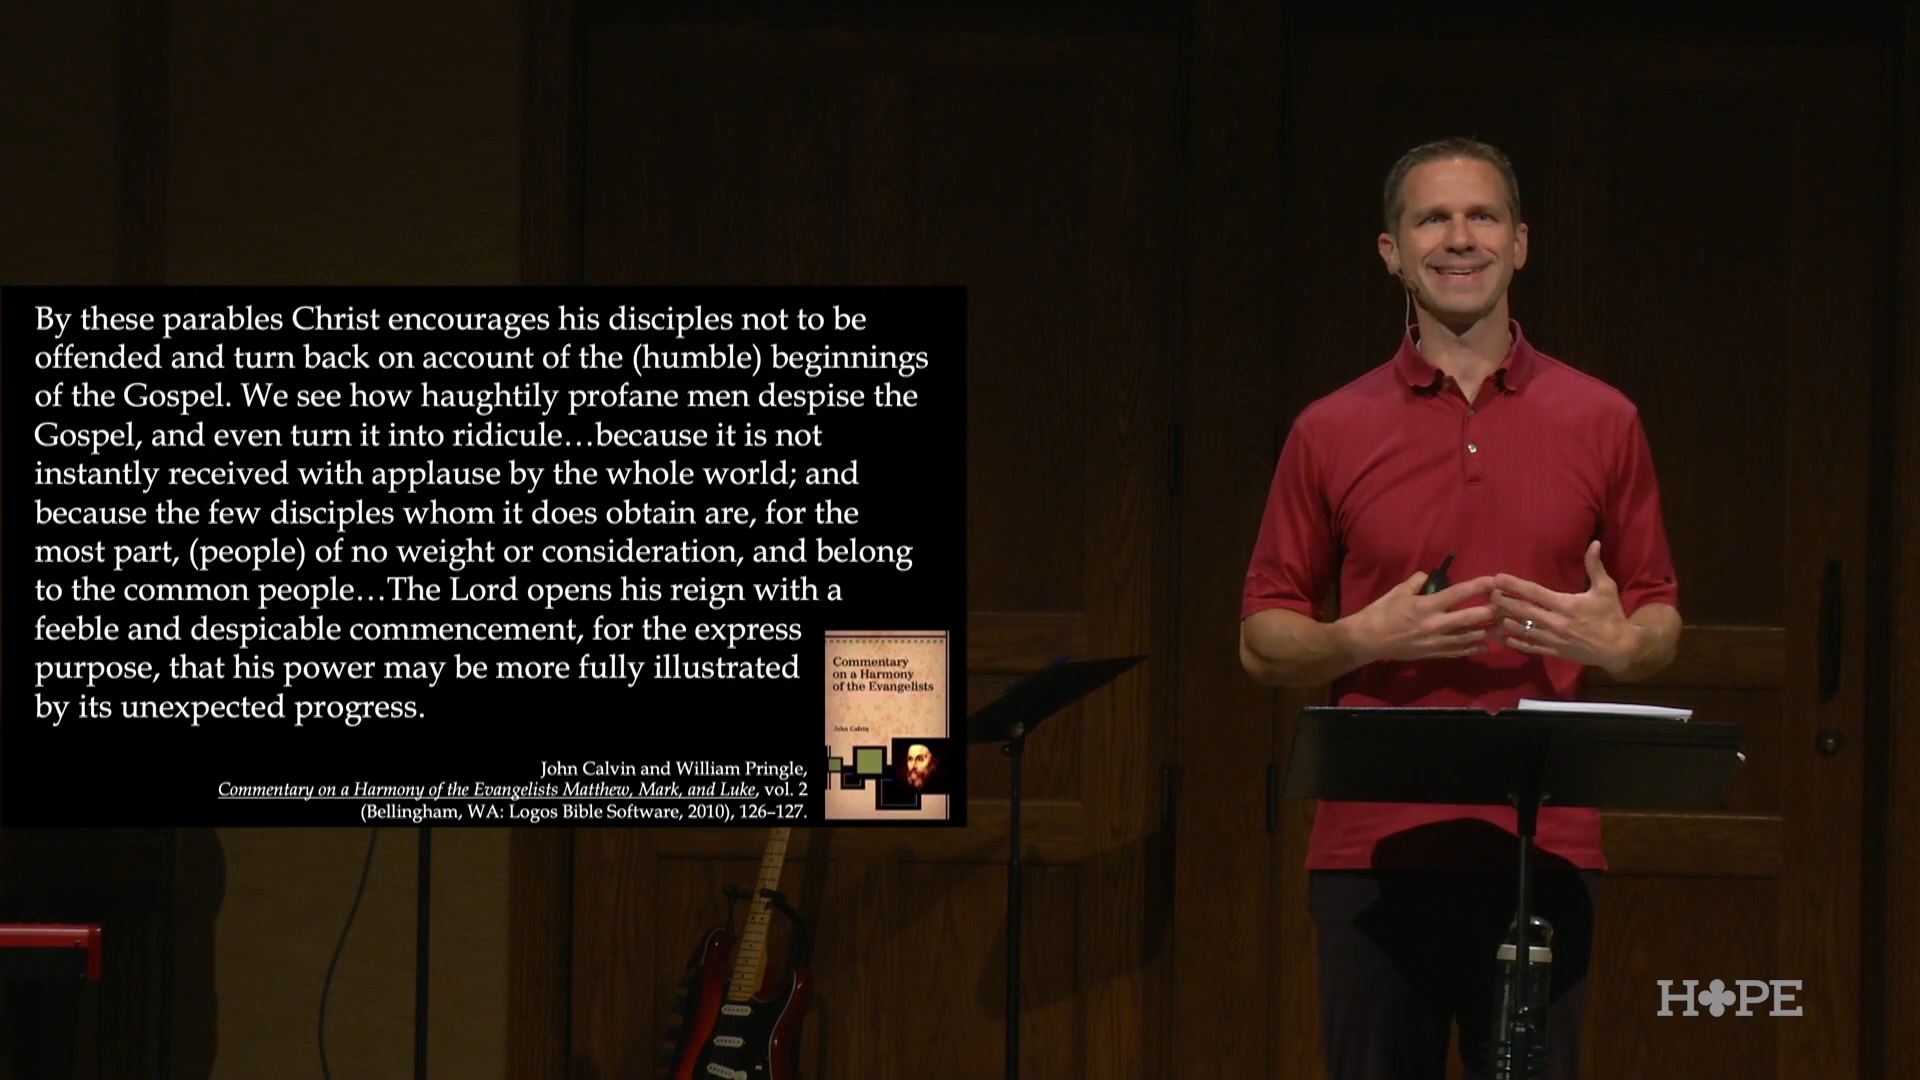 By these parables Christ encourages his disciples not to be
offended and turn back on account of the (humble) beginnings
of the Gospel. We see how haughtily profane men despise the
Gospel, and even turn it into ridicule…because it is not
instantly received with applause by the whole world; and
because the few disciples whom it does obtain are, for the
most part, (people) of no weight or consideration, and belong
to the common people…The Lord opens his reign with a
feeble and despicable commencement, for the express
purpose, that his power may be more fully illustrated
by its unexpected progress.
John Calvin and William Pringle,
Commentary on a Harmony of the Evangelists Matthew, Mark, and Luke, vol. 2
(Bellingham, WA: Logos Bible Software, 2010), 126–127.
Commentary
on a Harmony
of the Evangelists
John Calvin
HOPE